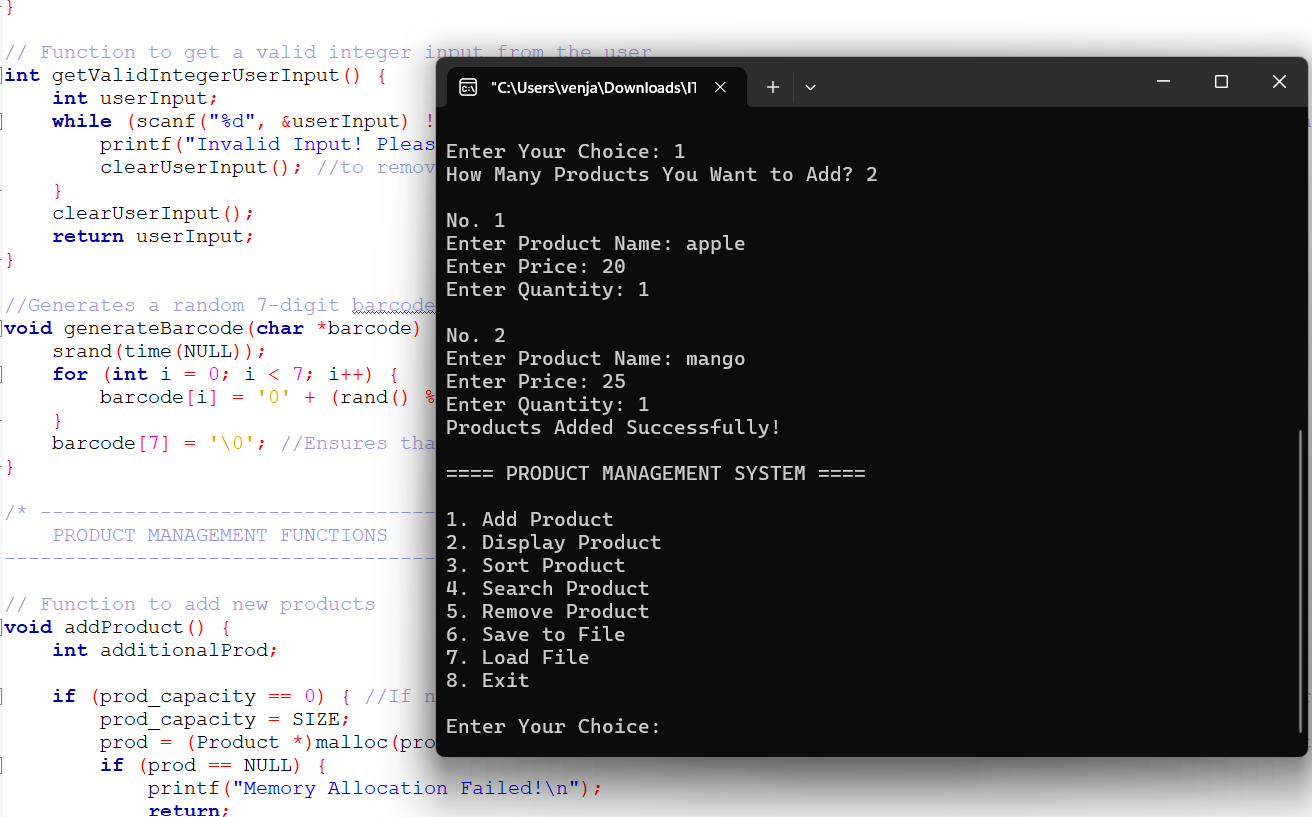 }
// Function to get a valid integer input from the user
int getValidIntegerUserInput() {
    int userInput;
    while (scanf("%d", &userInput) !
        printf("Invalid Input! Pleas
        clearUserInput(); //to remov
    }
    clearUserInput();
    return userInput;
}
//Generates a random 7-digit barcode
void generateBarcode(char *barcode)
    srand(time(NULL));
    for (int i = 0; i < 7; i++) {
        barcode[i] = '0' + (rand() %
    }
    barcode[7] = '\0'; //Ensures tha
}
/* ---------------------------------
    PRODUCT MANAGEMENT FUNCTIONS
------------------------------------
// Function to add new products
void addProduct() {
    int additionalProd;
    if (prod_capacity == 0) { //If n
        prod_capacity = SIZE;
        prod = (Product *)malloc(pro
        if (prod == NULL) {
            printf("Memory Allocation Failed!\n");
            return;
"C:\Users\venja\Downloads\IT
Enter Your Choice: 1
How Many Products You Want to Add? 2
No. 1
Enter Product Name: apple
Enter Price: 20
Enter Quantity: 1
No. 2
Enter Product Name: mango
Enter Price: 25
Enter Quantity: 1
Products Added Successfully!
==== PRODUCT MANAGEMENT SYSTEM ====
1. Add Product
2. Display Product
3. Sort Product
4. Search Product
5. Remove Product
6. Save to File
7. Load File
8. Exit
Enter Your Choice: